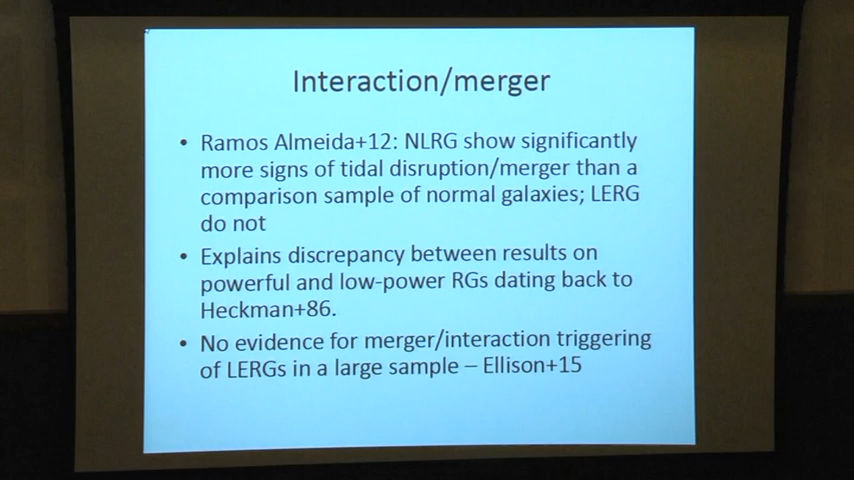 Interaction/merger
• Ramos Almeida+12: NLRG show significantly
more signs of tidal disruption/merger than a
comparison sample of normal galaxies; LERG
do not
• Explains discrepancy between results on
powerful and low-power RGs dating back to
Heckman+86.
• No evidence for merger/interaction triggering
of LERGs in a large sample – Ellison+15